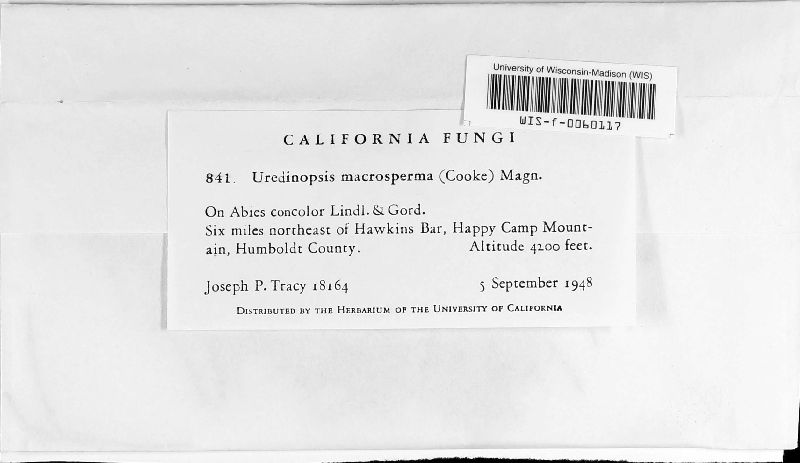 University of Wisconsin-Madison (WIS)
WIS-f-0060117
CALIFORNIA FUNGI
841. Uredinopsis macrosperma (Cooke) Magn.
On Abies concolor Lindl. & Gord.
Six miles northeast of Hawkins Bar, Happy Camp Mount-
ain, Humboldt County. Altitude 4200 feet.
Joseph P. Tracy 18164 5 September 1948
Distributed by the Herbarium of the University of California